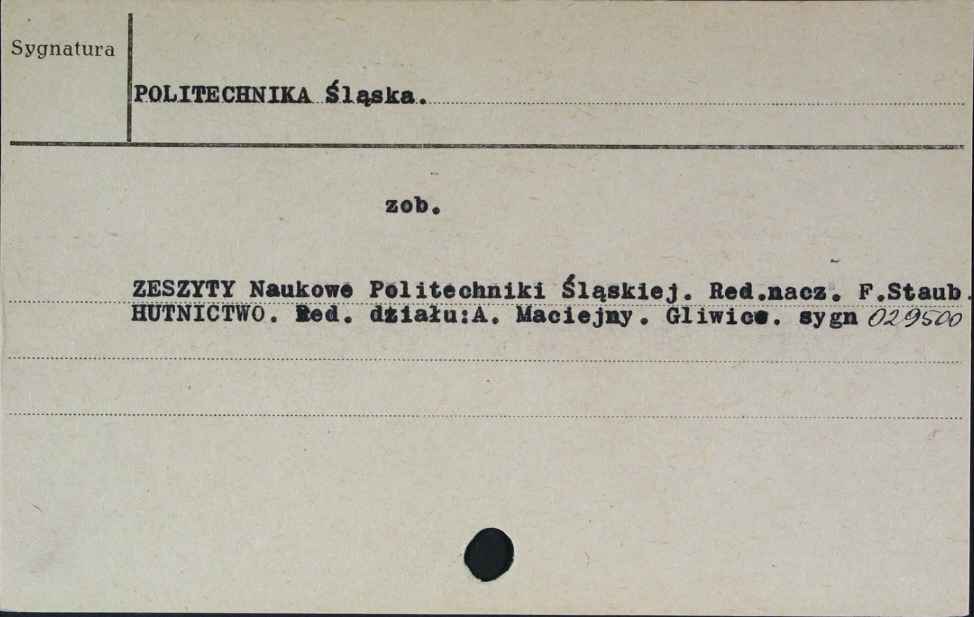 Sygnatura
POLITECHNIKA Śląska.
zob.
ZESZYTY Naukowe Politechniki Śląskiej. Red.nacz. F.Staub.
HUTNICTWO. Red. działu:A. Maciejny. Gliwice. sygn 029500